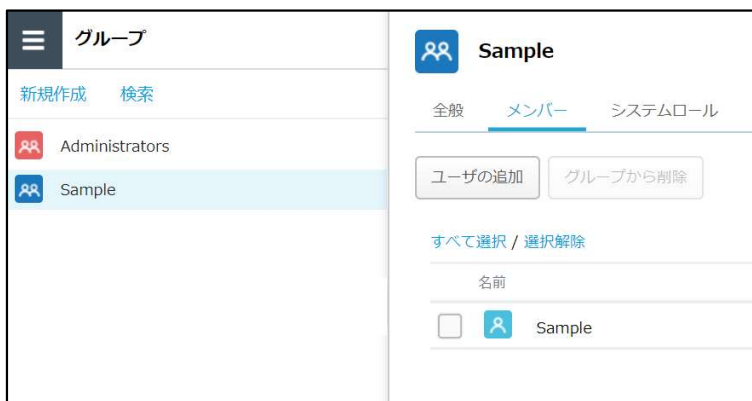 グループ
新規作成 検索
Administrators
Sample
Sample
全般 メンバー システムロール
ユーザの追加 グループから削除
すべて選択 / 選択解除
名前
Sample